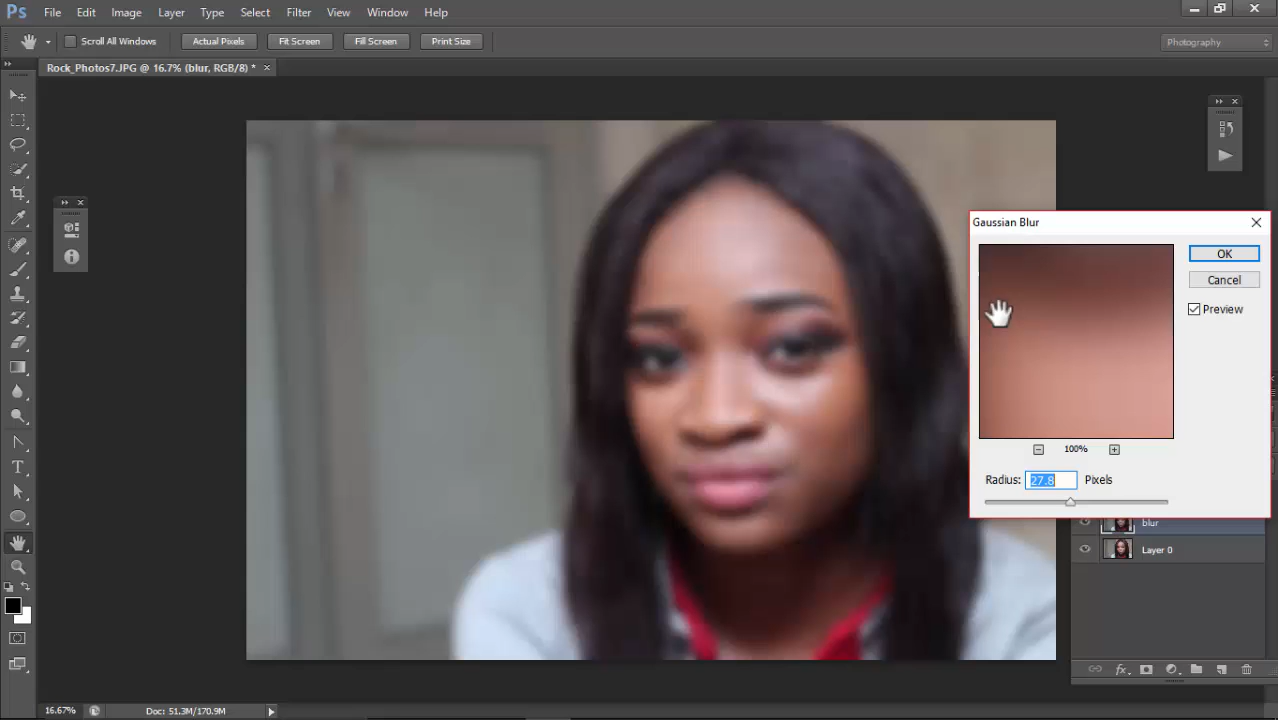 Ps File Edit Image Layer Type Select Filter View Window Help
Scroll All Windows Actual Pixels Fit Screen Fill Screen Print Size Photography
Rock_Photos7.JPG @ 16.7% (blur, RGB/8) * ×
Gaussian Blur
OK
Cancel
Preview
100%
Radius: 27.8 Pixels
blur
Layer 0
fx
T
16.67% Doc: 51.3M/170.9M